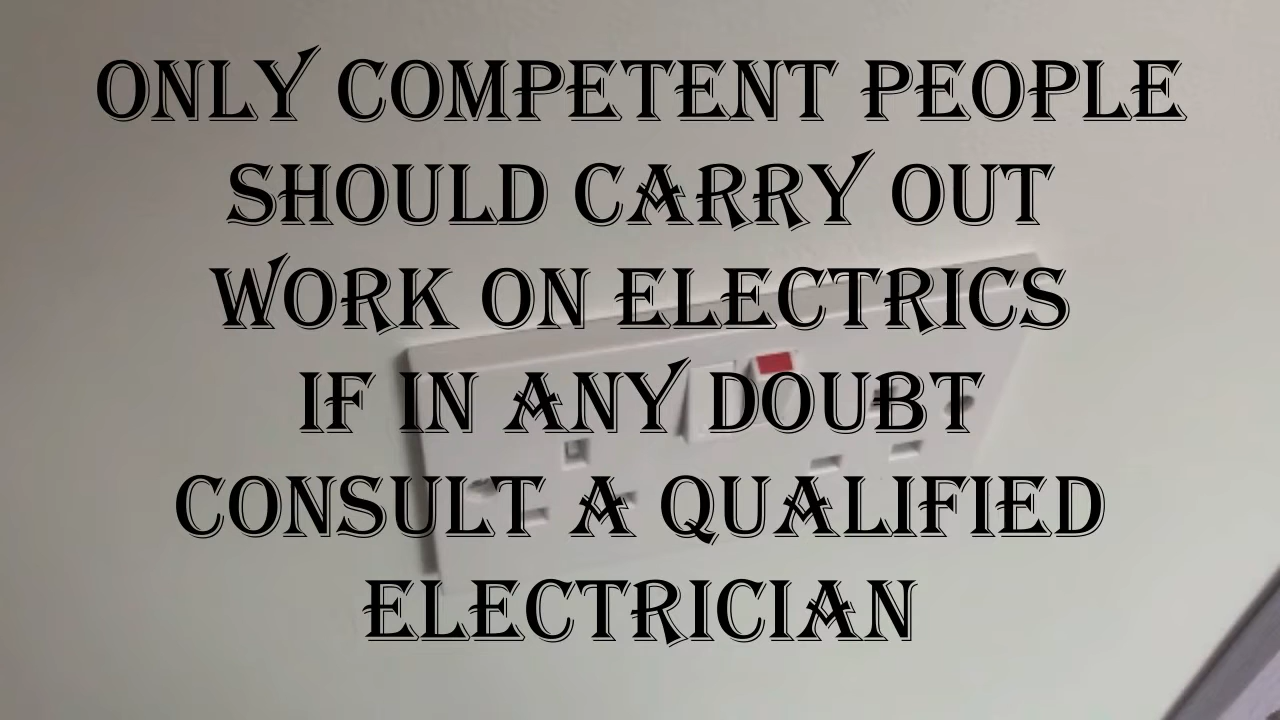 ONLY COMPETENT PEOPLE
SHOULD CARRY OUT
WORK ON ELECTRICS
IF IN ANY DOUBT
CONSULT A QUALIFIED
ELECTRICIAN